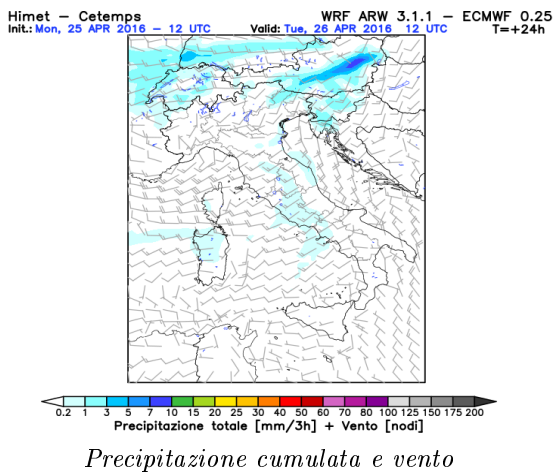 Himet – Cetemps WRF ARW 3.1.1 – ECMWF 0.25
Init.: Mon, 25 APR 2016 – 12 UTC Valid: Tue, 26 APR 2016 12 UTC T=+24h
0.2 1 3 5 7 10 15 20 25 30 40 50 60 70 80 100 125 150 175 200
Precipitazione totale [mm/3h] + Vento [nodi]
Precipitazione cumulata e vento